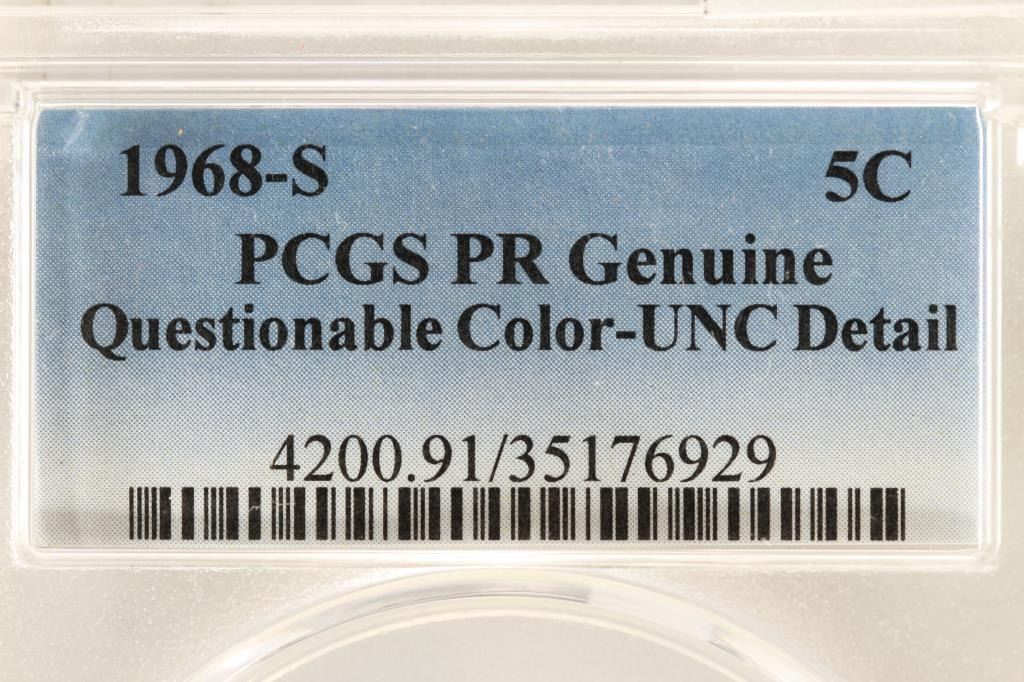 1968-S 5C
PCGS PR Genuine
Questionable Color-UNC Detail
4200.91/35176929